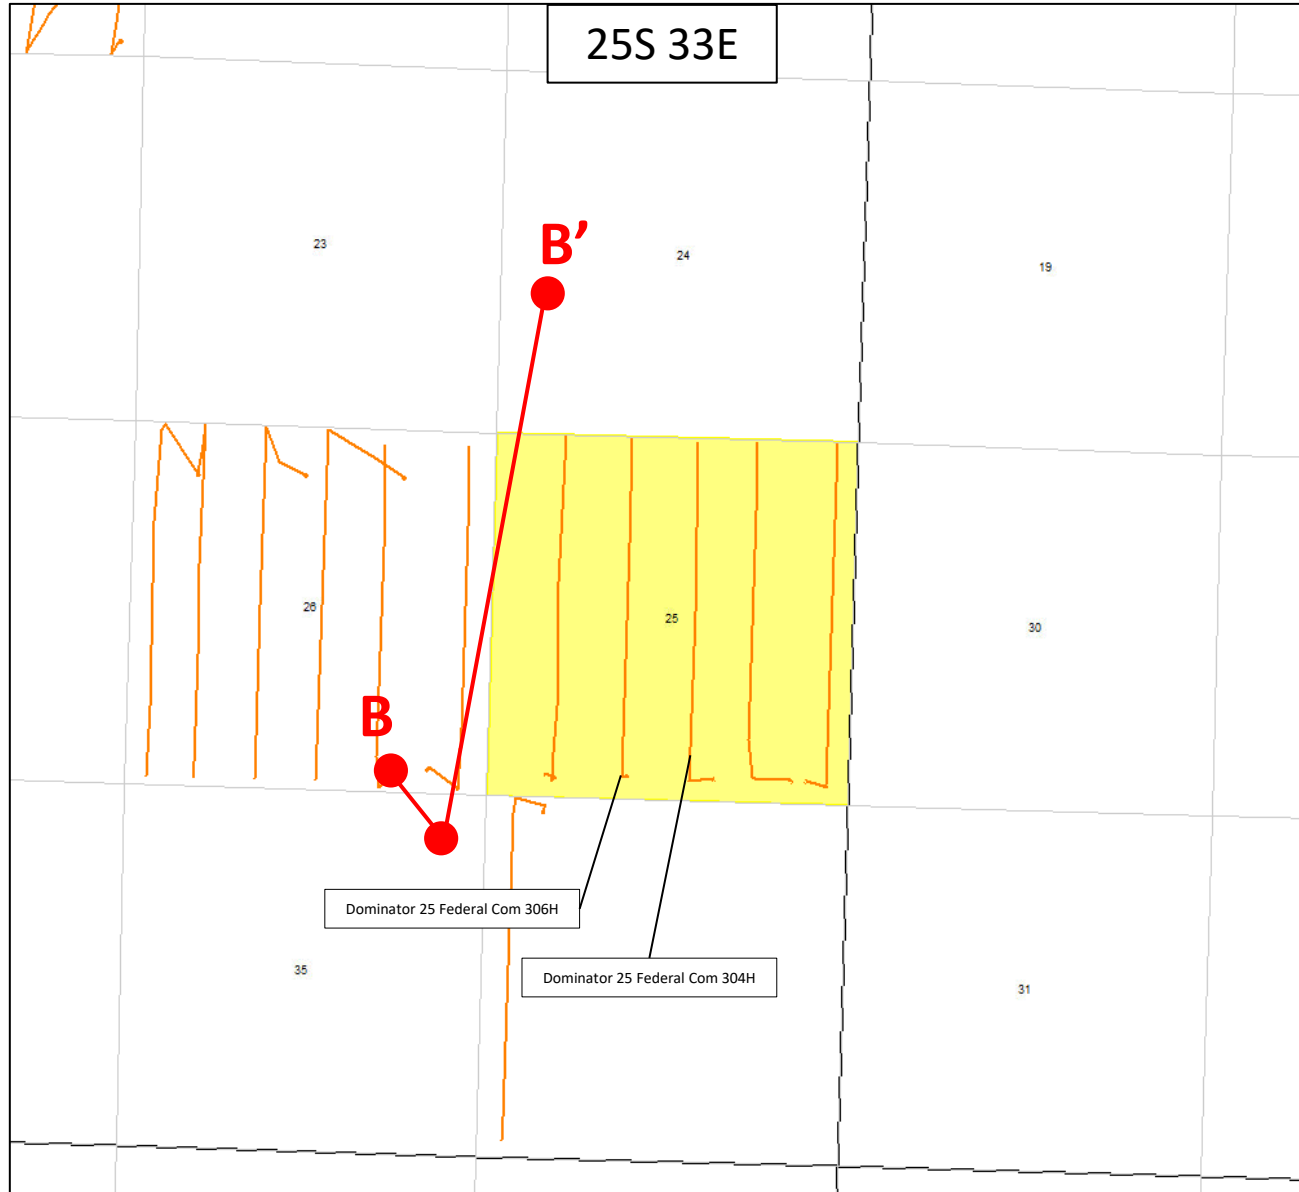 25S 33E
23
B’
24
19
26
25
30
B
Dominator 25 Federal Com 306H
35
Dominator 25 Federal Com 304H
31